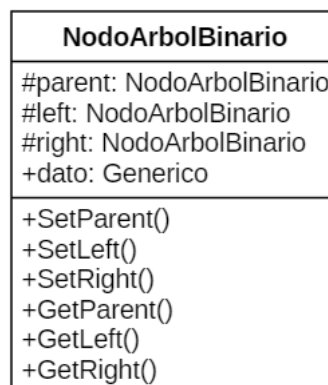 NodoArbolBinario
#parent: NodoArbolBinario
#left: NodoArbolBinario
#right: NodoArbolBinario
+dato: Generico
+SetParent()
+SetLeft()
+SetRight()
+GetParent()
+GetLeft()
+GetRight()